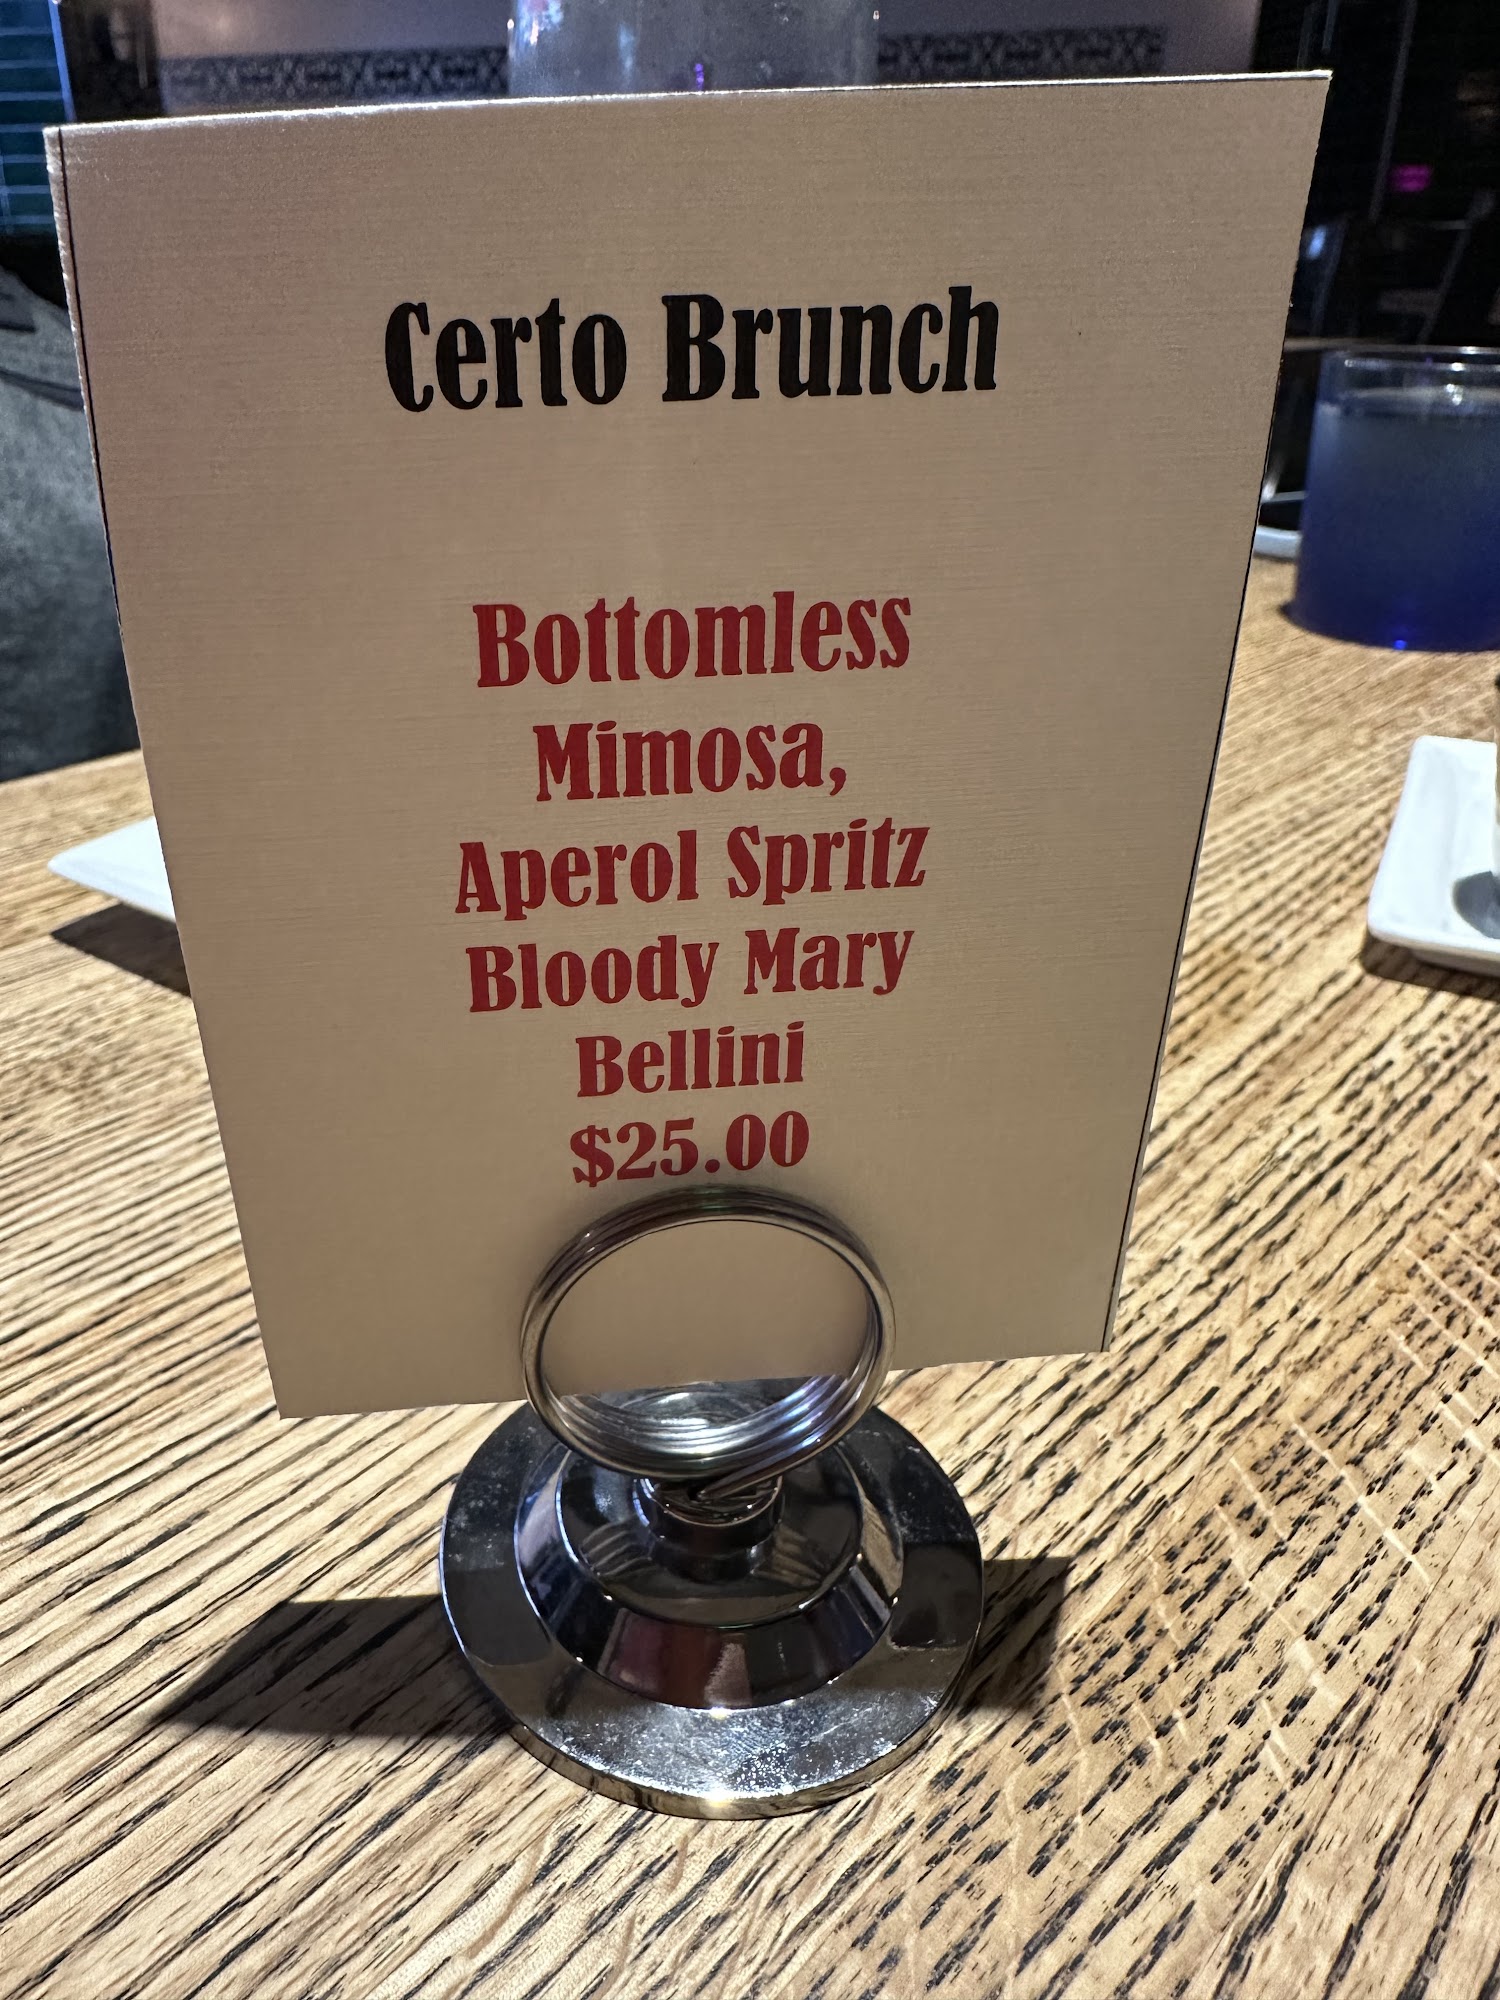 Certo Brunch
Bottomless
Mimosa,
Aperol Spritz
Bloody Mary
Bellini
$25.00